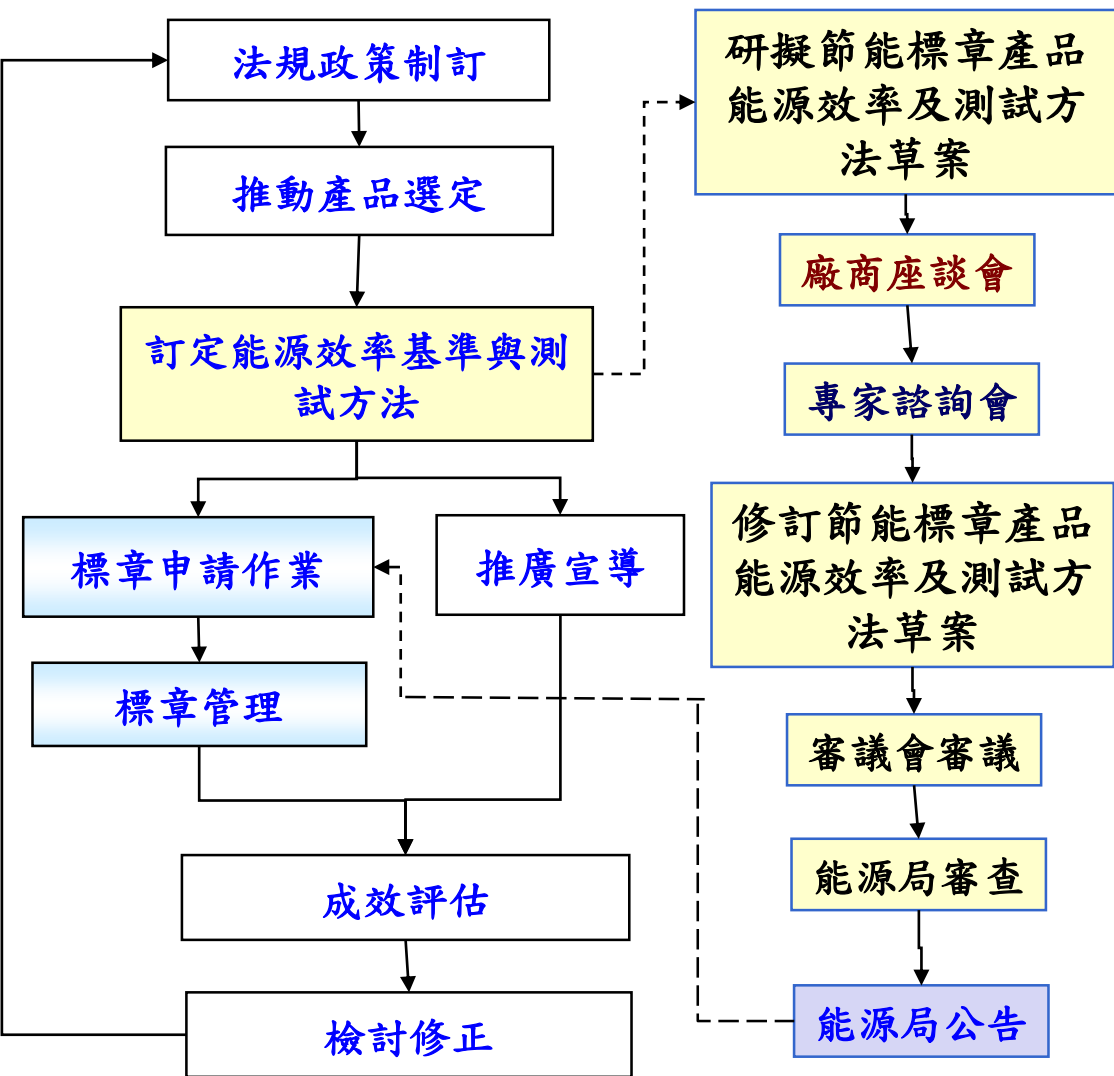 法規政策制訂
推動產品選定
訂定能源效率基準與測
試方法
標章申請作業
推廣宣導
標章管理
成效評估
檢討修正
研擬節能標章產品
能源效率及測試方
法草案
廠商座談會
專家諮詢會
修訂節能標章產品
能源效率及測試方
法草案
審議會審議
能源局審查
能源局公告